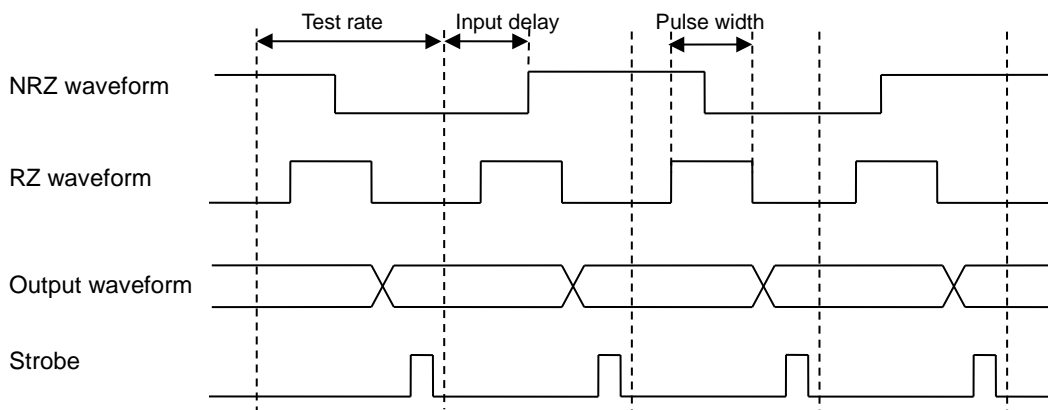 Test rate Input delay Pulse width
NRZ waveform
RZ waveform
Output waveform
Strobe